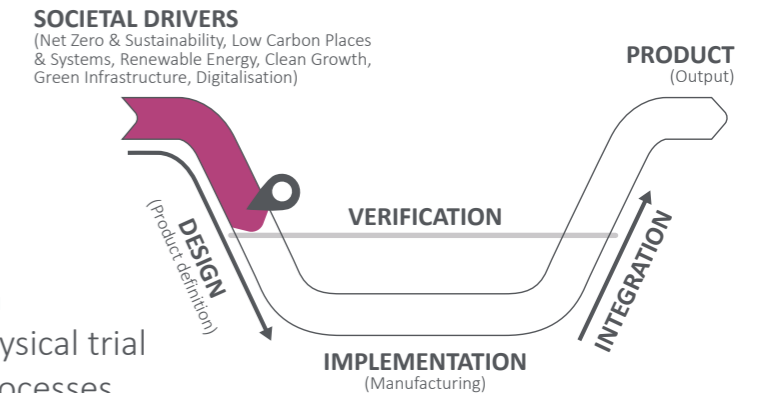 SOCIETAL DRIVERS
(Net Zero & Sustainability, Low Carbon Places
& Systems, Renewable Energy, Clean Growth,
Green Infrastructure, Digitalisation)
PRODUCT
(Output)
VERIFICATION
DESIGN
(Product definition)
INTEGRATION
IMPLEMENTATION
(Manufacturing)
trial